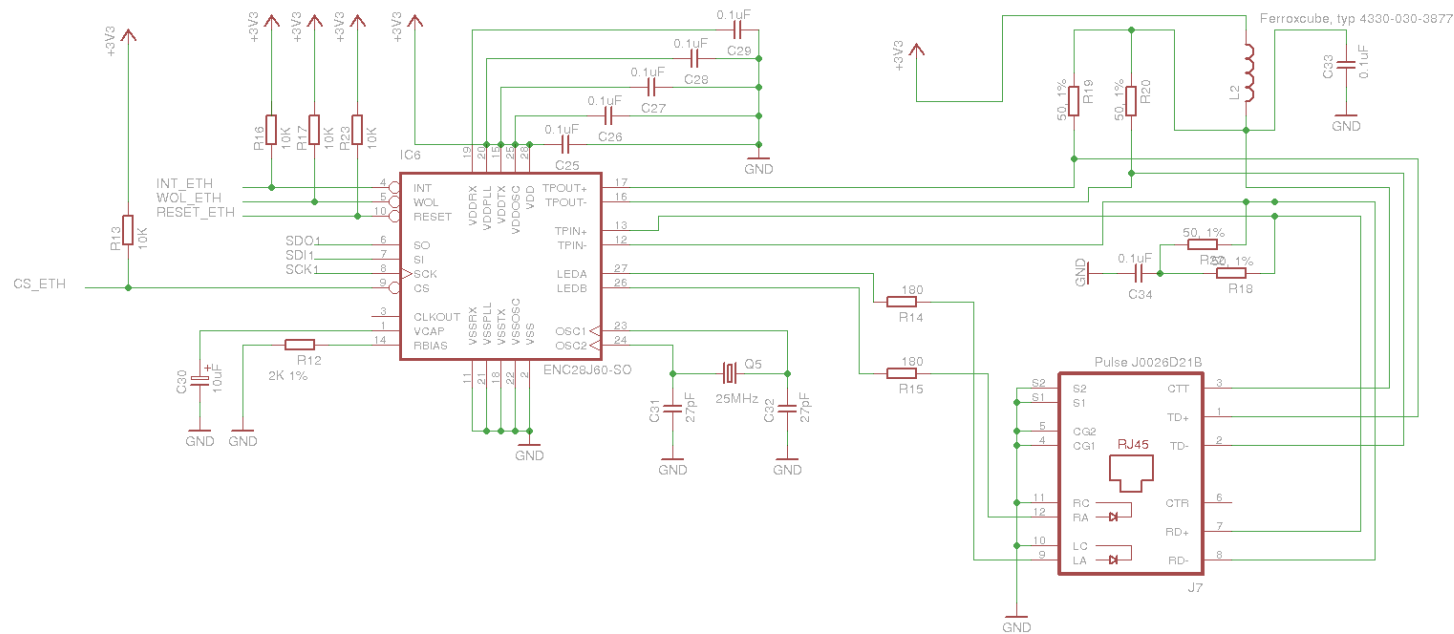 0.1uF
C29
0.1uF
C28
0.1uF
C27
0.1uF
C26
0.1uF
C25
GND
+3V3
+3V3
+3V3
+3V3
+3V3
+3V3
Ferroxcube, typ 4330-030-3877
50, 1%
R19
50, 1%
R20
L2
C33
0.1uF
GND
R16
10K
R17
10K
R23
10K
R13
10K
IC6
19
20
15
25
28
INT_ETH
WOL_ETH
RESET_ETH
SDO1
SDI1
SCK1
CS_ETH
4
5
10
6
7
8
9
3
1
14
INT
WOL
RESET
SO
SI
SCK
CS
CLKOUT
VCAP
RBIAS
VDDRX
VDDPLL
VDDTX
VDDOSC
VDD
VSSRX
VSSPLL
VSSTX
VSSOSC
VSS
TPOUT+
TPOUT-
TPIN+
TPIN-
LEDA
LEDB
OSC1
OSC2
17
16
13
12
27
26
23
24
ENC28J60-SO
11
21
18
22
2
GND
C30
+
10uF
GND
R12
2K 1%
GND
C31
27pF
GND
Q5
25MHz
C32
27pF
GND
180
R14
180
R15
50, 1%
50, 1%
R18
GND
0.1uF
C34
Pulse J0026D21B
S2
S1
5
4
11
12
10
9
S2
S1
CG2
CG1
RC
RA
LC
LA
RJ45
CTT
TD+
TD-
CTR
RD+
RD-
3
1
2
6
7
8
J7
GND